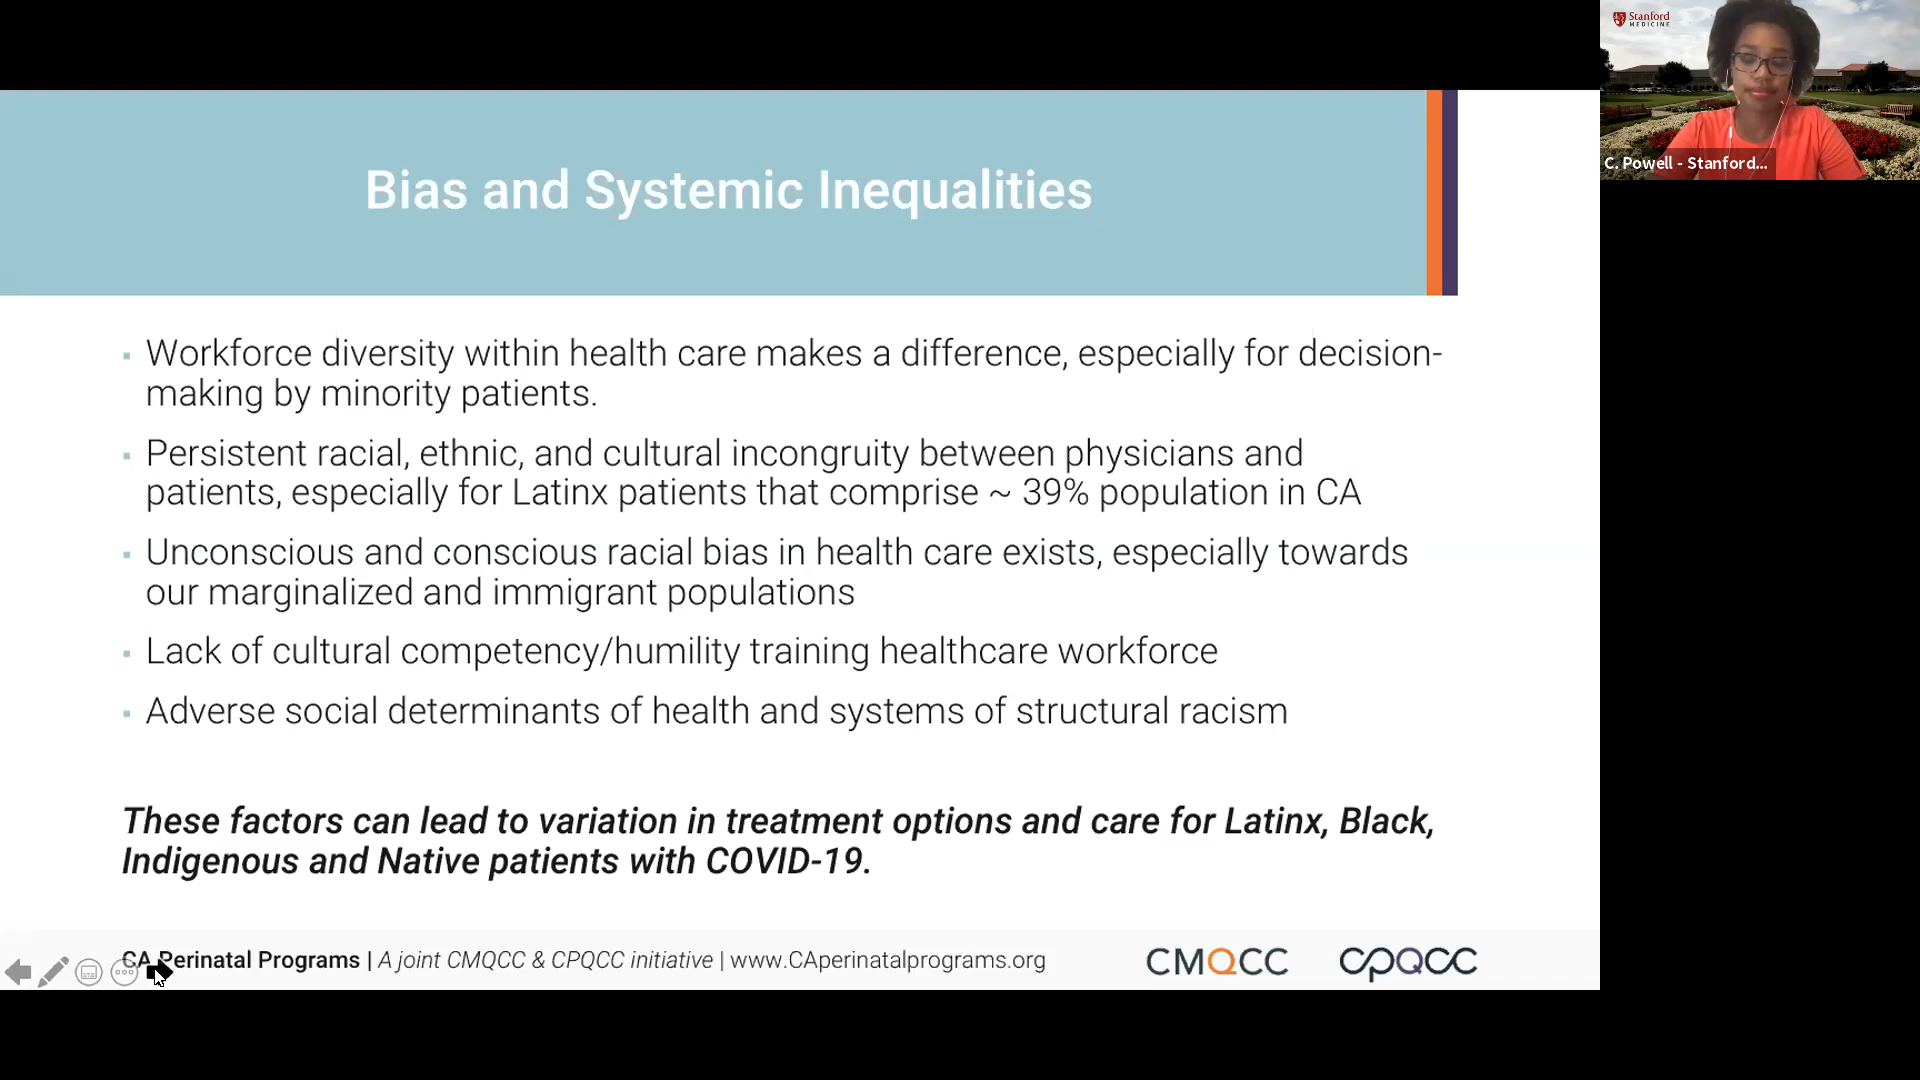 Stanford
MEDICINE
C. Powell - Stanford...
Bias and Systemic Inequalities
▪ Workforce diversity within health care makes a difference, especially for decision-
making by minority patients.
▪ Persistent racial, ethnic, and cultural incongruity between physicians and
patients, especially for Latinx patients that comprise ~ 39% population in CA
▪ Unconscious and conscious racial bias in health care exists, especially towards
our marginalized and immigrant populations
▪ Lack of cultural competency/humility training healthcare workforce
▪ Adverse social determinants of health and systems of structural racism
These factors can lead to variation in treatment options and care for Latinx, Black,
Indigenous and Native patients with COVID-19.
CA Perinatal Programs | A joint CMQCC & CPQCC initiative | www.CAperinatalprograms.org
CMQCC
CPQCC